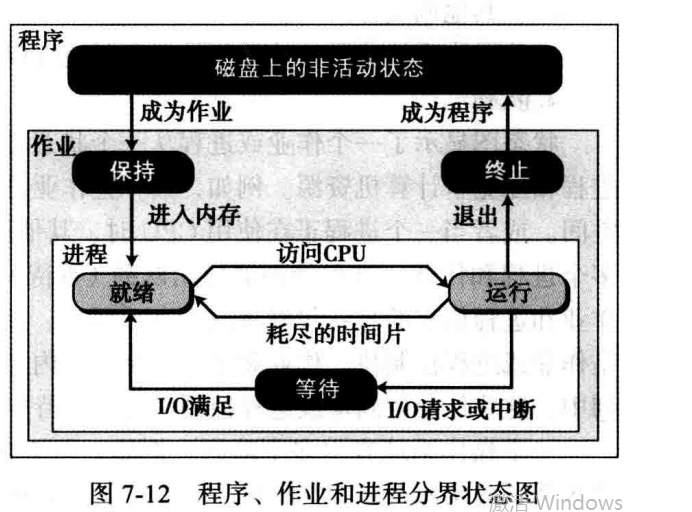 程序
磁盘上的非活动状态
成为作业
成为程序
作业
保持
终止
进入内存
退出
进程
访问CPU
就绪
运行
耗尽的时间片
等待
I/O满足
I/O请求或中断
图 7-12 程序、作业和进程分界状态图
激活 Windows